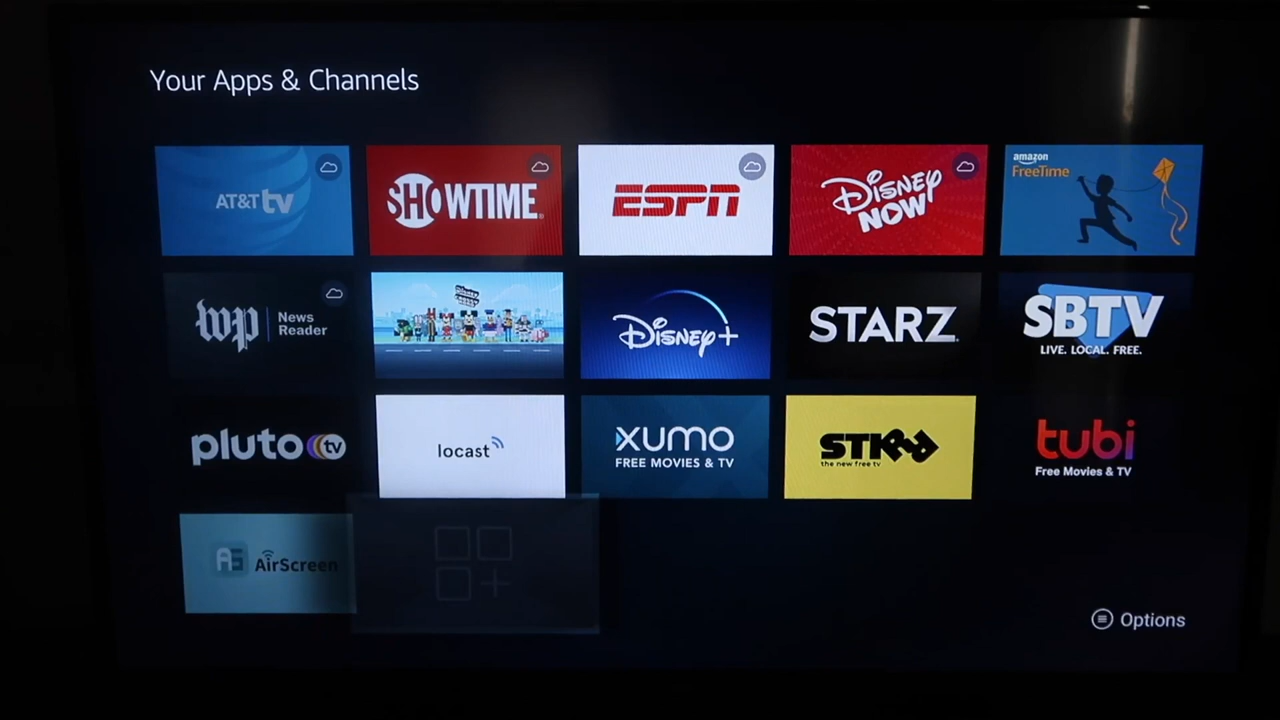 Your Apps & Channels
AT&T tv
SHOWTIME
ESPN
Disney NOW
amazon
FreeTime
wp
News
Reader
Disney+
STARZ
SBTV
LIVE. LOCAL. FREE.
pluto tv
locast
XUMO
FREE MOVIES & TV
STIRR
the new free tv
tubi
Free Movies & TV
AS AirScreen
Options